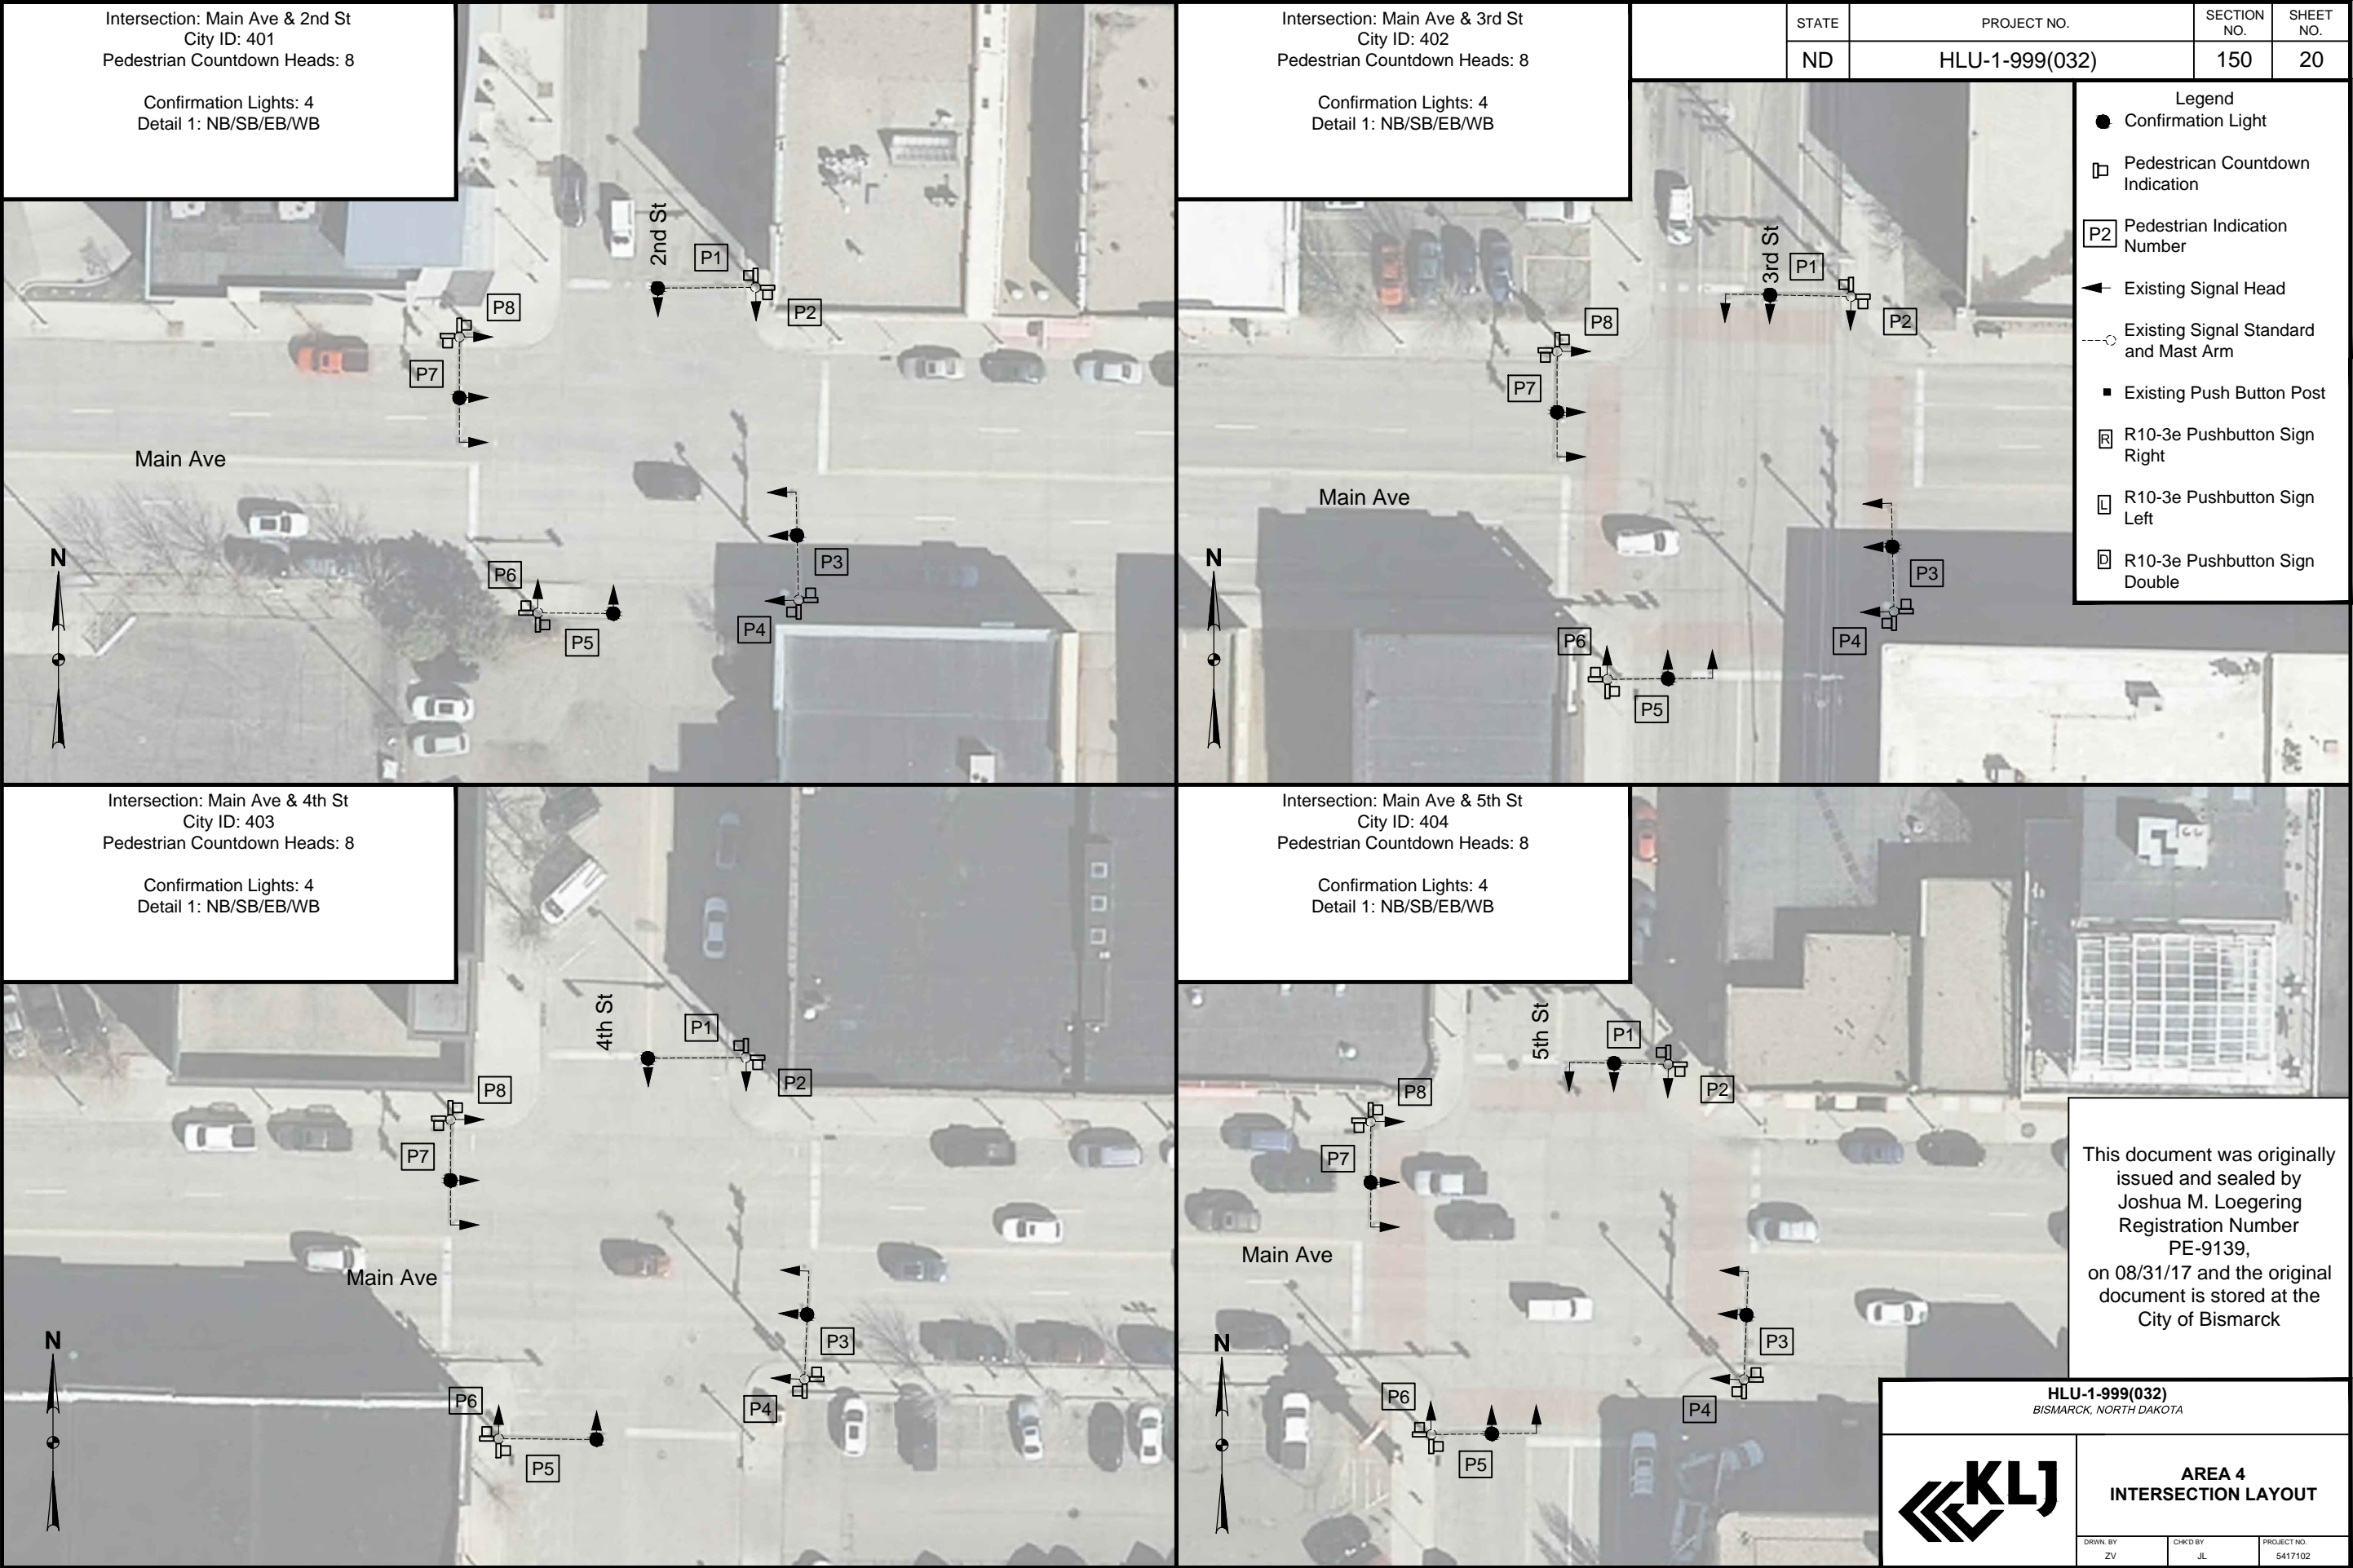 Intersection: Main Ave & 2nd St
City ID: 401
Pedestrian Countdown Heads: 8
Confirmation Lights: 4
Detail 1: NB/SB/EB/WB
2nd St
P1
P2
P8
P7
Main Ave
P3
P6
P4
P5
N
Intersection: Main Ave & 3rd St
City ID: 402
Pedestrian Countdown Heads: 8
Confirmation Lights: 4
Detail 1: NB/SB/EB/WB
3rd St
P1
P2
P8
P7
Main Ave
P3
P6
P4
P5
N
STATE
PROJECT NO.
SECTION NO.
SHEET NO.
ND
HLU-1-999(032)
150
20
Legend
Confirmation Light
Pedestrican Countdown
Indication
P2
Pedestrian Indication
Number
Existing Signal Head
Existing Signal Standard
and Mast Arm
Existing Push Button Post
R
R10-3e Pushbutton Sign
Right
L
R10-3e Pushbutton Sign
Left
D
R10-3e Pushbutton Sign
Double
Intersection: Main Ave & 4th St
City ID: 403
Pedestrian Countdown Heads: 8
Confirmation Lights: 4
Detail 1: NB/SB/EB/WB
4th St
P1
P2
P8
P7
Main Ave
P3
P6
P4
P5
N
Intersection: Main Ave & 5th St
City ID: 404
Pedestrian Countdown Heads: 8
Confirmation Lights: 4
Detail 1: NB/SB/EB/WB
5th St
P1
P2
P8
P7
Main Ave
P3
P6
P4
P5
N
This document was originally
issued and sealed by
Joshua M. Loegering
Registration Number
PE-9139,
on 08/31/17 and the original
document is stored at the
City of Bismarck
HLU-1-999(032)
BISMARCK, NORTH DAKOTA
KLJ
AREA 4
INTERSECTION LAYOUT
DRWN. BY
ZV
CHK'D BY
JL
PROJECT NO.
5417102